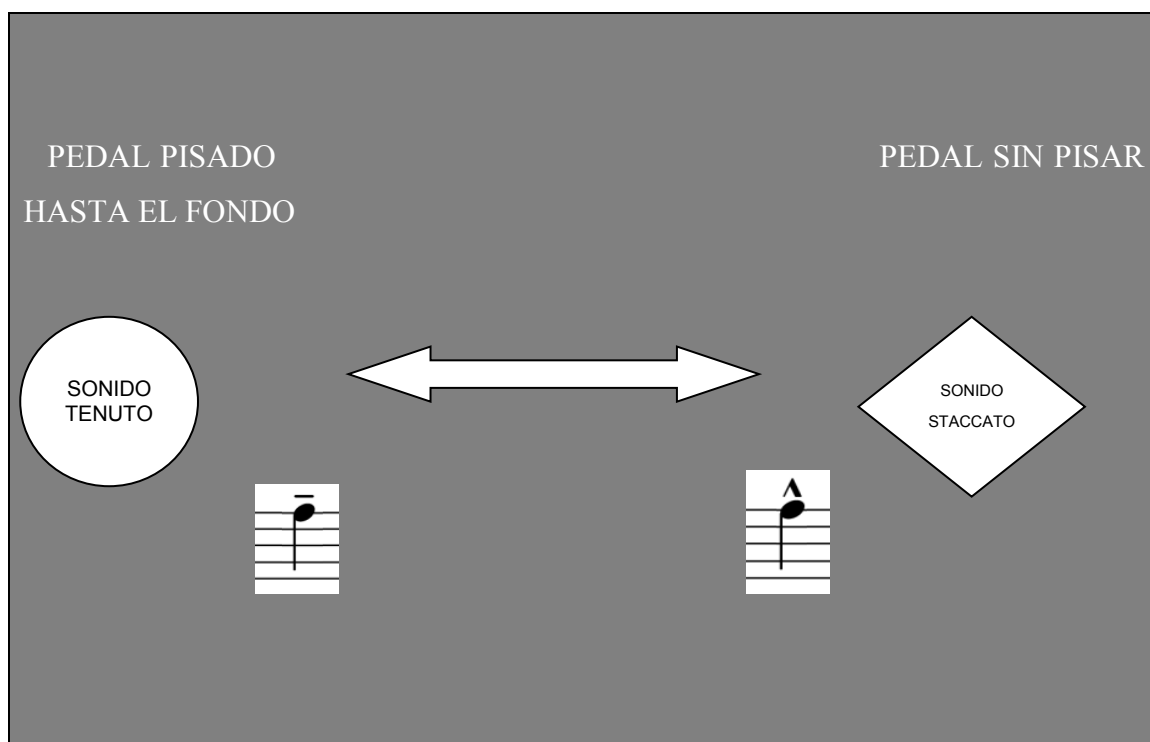 PEDAL PISADO
HASTA EL FONDO
PEDAL SIN PISAR
SONIDO
TENUTO
SONIDO
STACCATO